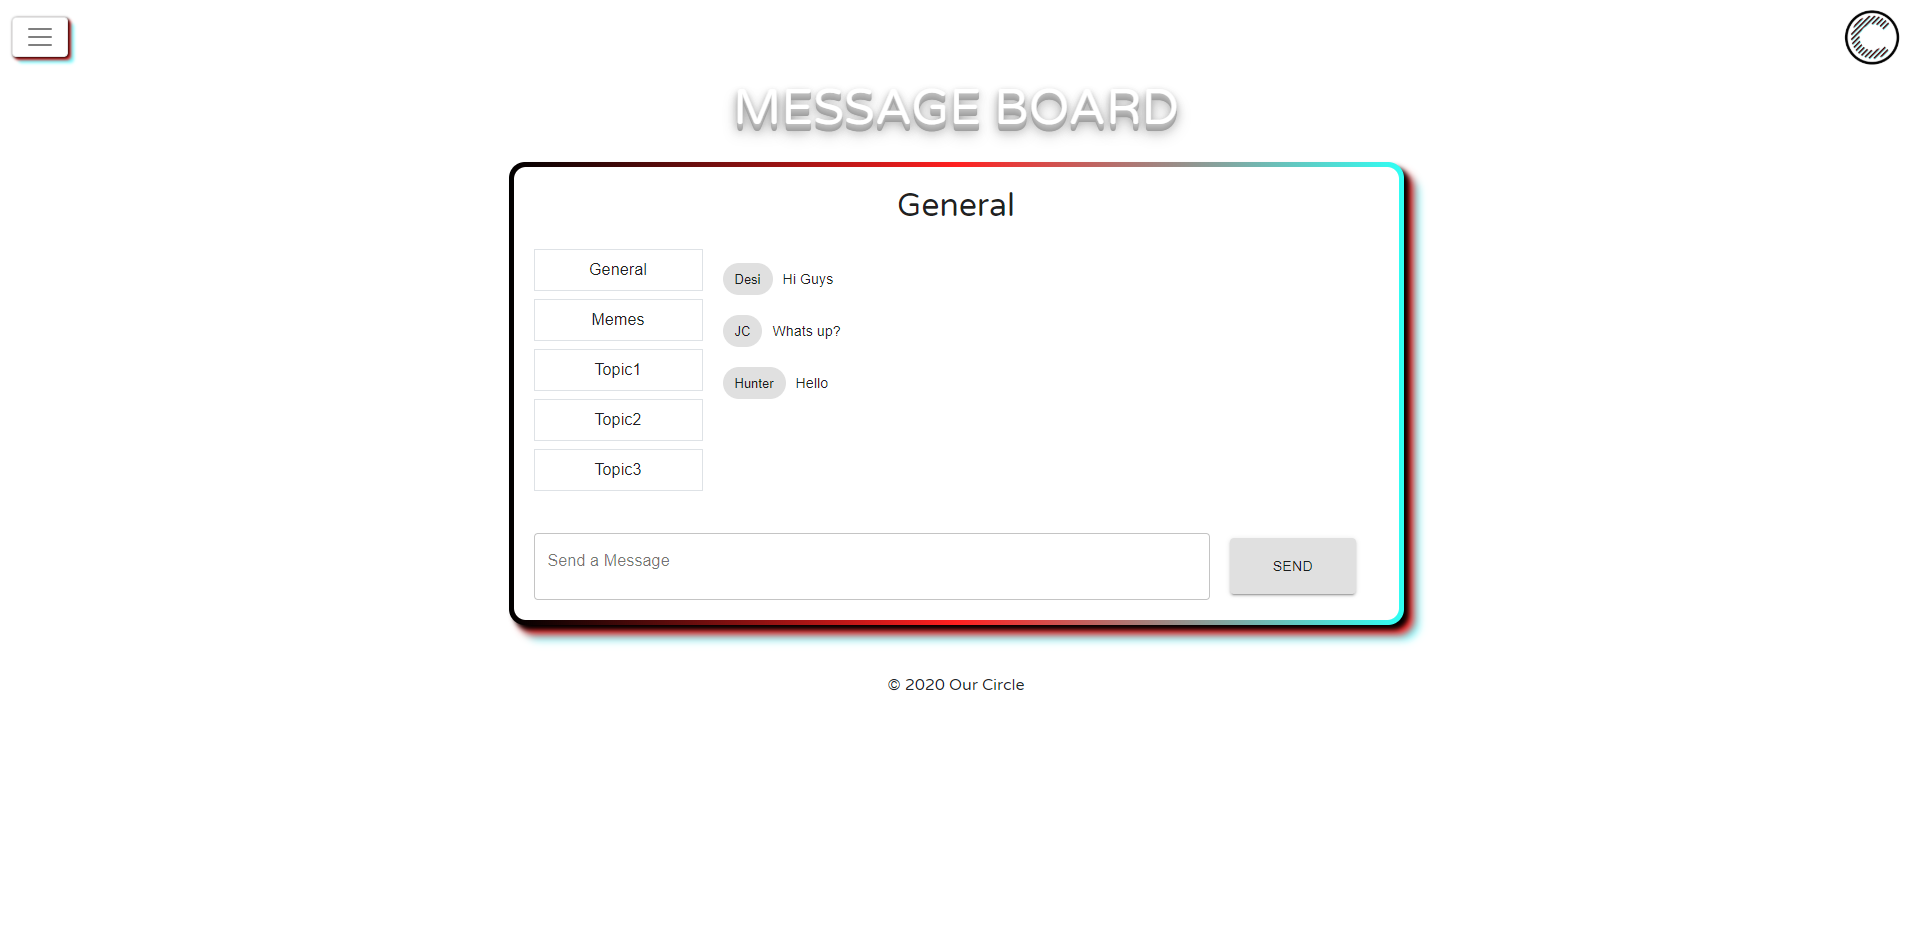 MESSAGE BOARD
General
General
Memes
Topic1
Topic2
Topic3
Desi Hi Guys
JC Whats up?
Hunter Hello
Send a Message
SEND
© 2020 Our Circle